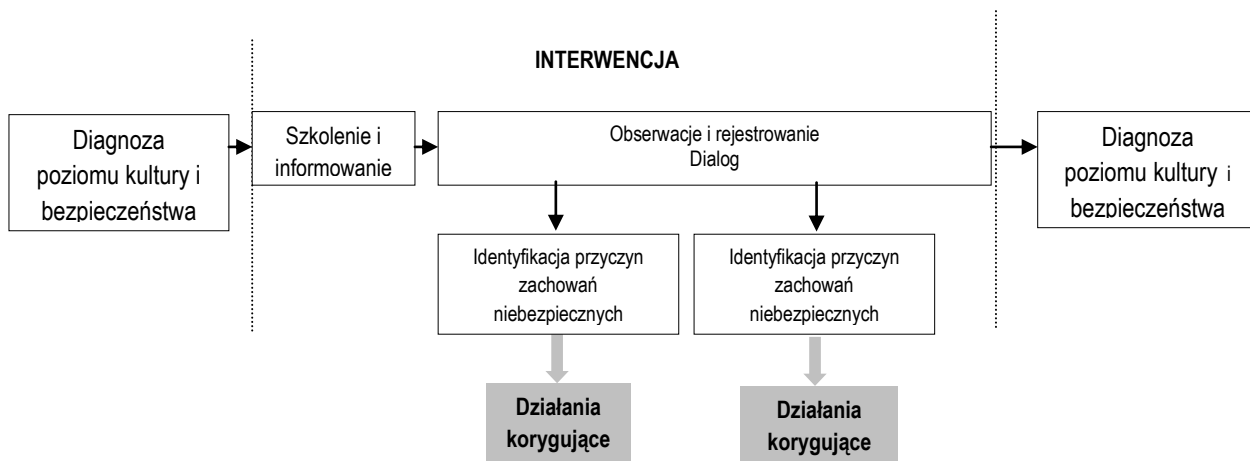 INTERWENCJA
Diagnoza
poziomu kultury i
bezpieczeństwa
Szkolenie i
informowanie
Obserwacje i rejestrowanie
Dialog
Diagnoza
poziomu kultury i
bezpieczeństwa
Identyfikacja przyczyn
zachowań
niebezpiecznych
Identyfikacja przyczyn
zachowań
niebezpiecznych
Działania
korygujące
Działania
korygujące